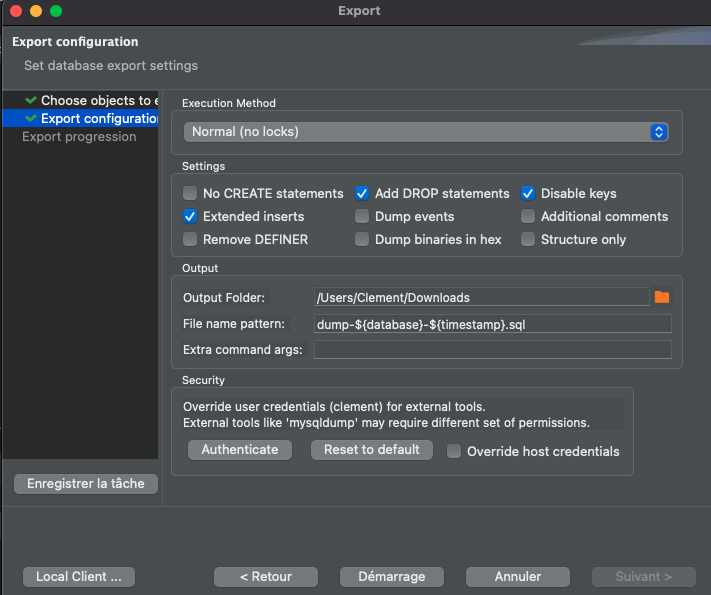 Export
Export configuration
Set database export settings
Choose objects to e
Export configuration
Export progression
Execution Method
Normal (no locks)
Settings
No CREATE statements
Add DROP statements
Disable keys
Extended inserts
Dump events
Additional comments
Remove DEFINER
Dump binaries in hex
Structure only
Output
Output Folder:
/Users/Clement/Downloads
File name pattern:
dump-${database}-${timestamp}.sql
Extra command args:
Security
Override user credentials (clement) for external tools.
External tools like 'mysqldump' may require different set of permissions.
Authenticate
Reset to default
Override host credentials
Enregistrer la tâche
Local Client ...
< Retour
Démarrage
Annuler
Suivant >